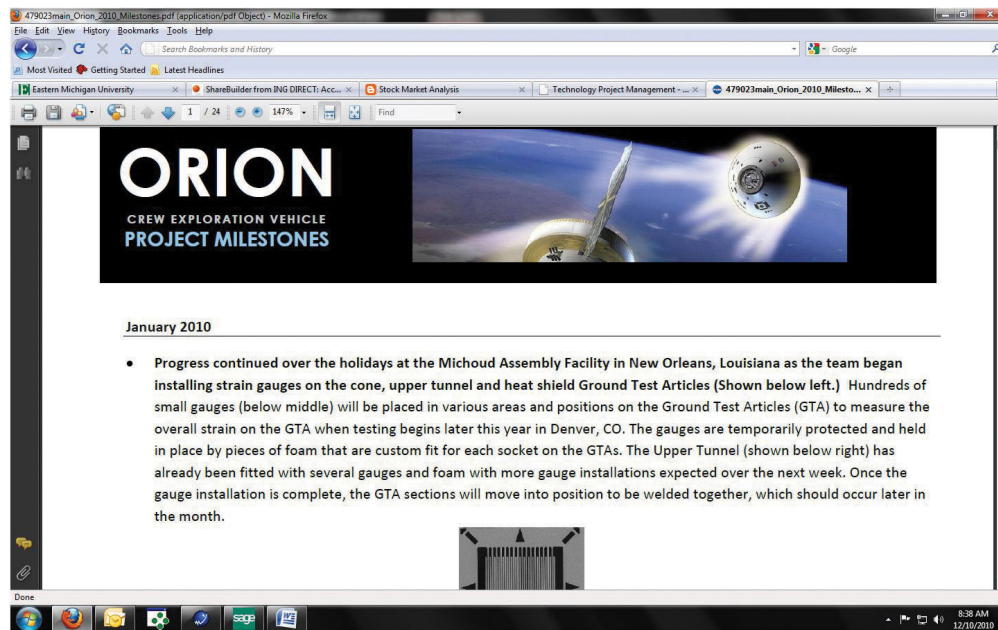 479023main_Orion_2010_Milestones.pdf (application/pdf Object) - Mozilla Firefox
File Edit View History Bookmarks Tools Help
Search Bookmarks and History
Google
Most Visited Getting Started Latest Headlines
Eastern Michigan University
ShareBuilder from ING DIRECT: Acc...
Stock Market Analysis
Technology Project Management - ...
479023main_Orion_2010_Milesto...
1 / 24 147% Find
ORION
CREW EXPLORATION VEHICLE
PROJECT MILESTONES
January 2010
• Progress continued over the holidays at the Michoud Assembly Facility in New Orleans, Louisiana as the team began
installing strain gauges on the cone, upper tunnel and heat shield Ground Test Articles (Shown below left.) Hundreds of
small gauges (below middle) will be placed in various areas and positions on the Ground Test Articles (GTA) to measure the
overall strain on the GTA when testing begins later this year in Denver, CO. The gauges are temporarily protected and held
in place by pieces of foam that are custom fit for each socket on the GTAs. The Upper Tunnel (shown below right) has
already been fitted with several gauges and foam with more gauge installations expected over the next week. Once the
gauge installation is complete, the GTA sections will move into position to be welded together, which should occur later in
the month.
Done
sage
8:38 AM
12/10/2010